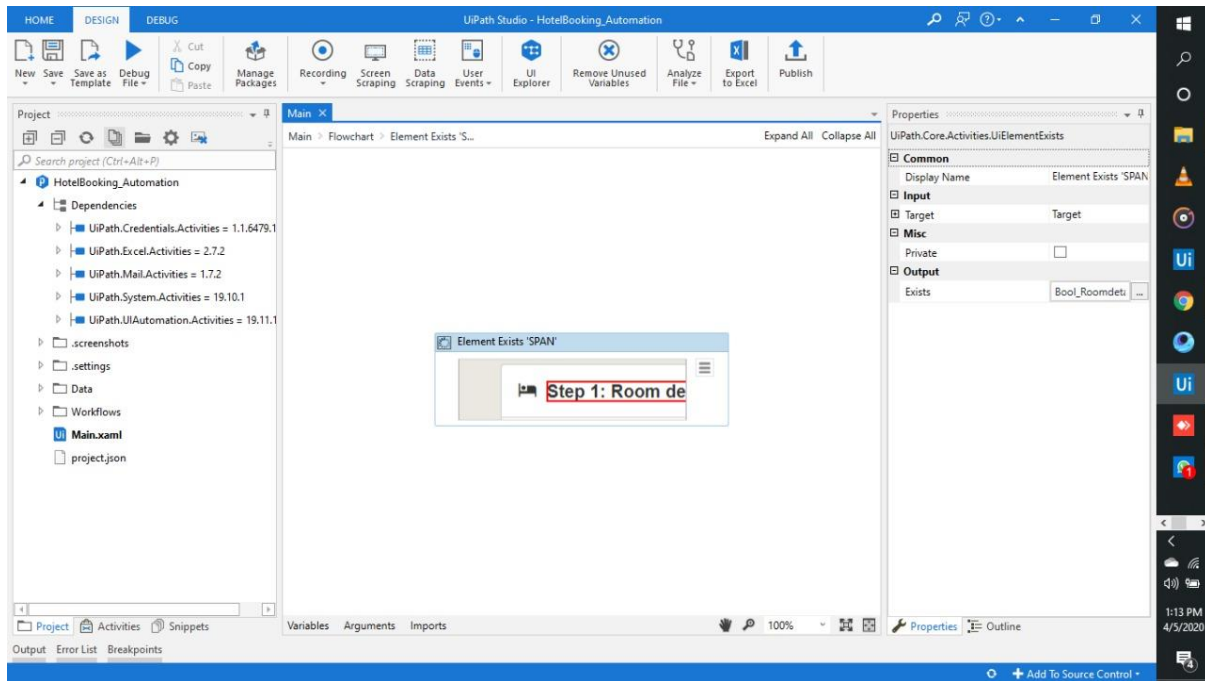 HOME DESIGN DEBUG UiPath Studio - HotelBooking_Automation
New Save Save as Template Debug File Cut Copy Paste Manage Packages Recording Screen Scraping Data Scraping User Events UI Explorer Remove Unused Variables Analyze File Export to Excel Publish
Project
Main
Properties
Main > Flowchart > Element Exists 'S...
Expand All Collapse All
UiPath.Core.Activities.UiElementExists
Search project (Ctrl+Alt+P)
Common
HotelBooking_Automation
Display Name Element Exists 'SPAN
Dependencies
Input
UiPath.Credentials.Activities = 1.1.6479.1
Target Target
UiPath.Excel.Activities = 2.7.2
Misc
Private
UiPath.Mail.Activities = 1.7.2
Output
UiPath.System.Activities = 19.10.1
Exists Bool_Roomdet ...
UiPath.UIAutomation.Activities = 19.11.1
.screenshots
Element Exists 'SPAN'
.settings
Data
Step 1: Room de
Workflows
Main.xaml
project.json
Project Activities Snippets
Variables Arguments Imports
100%
Properties Outline
Output Error List Breakpoints
Add To Source Control
Ui
Ui
1
1:13 PM
4/5/2020
4